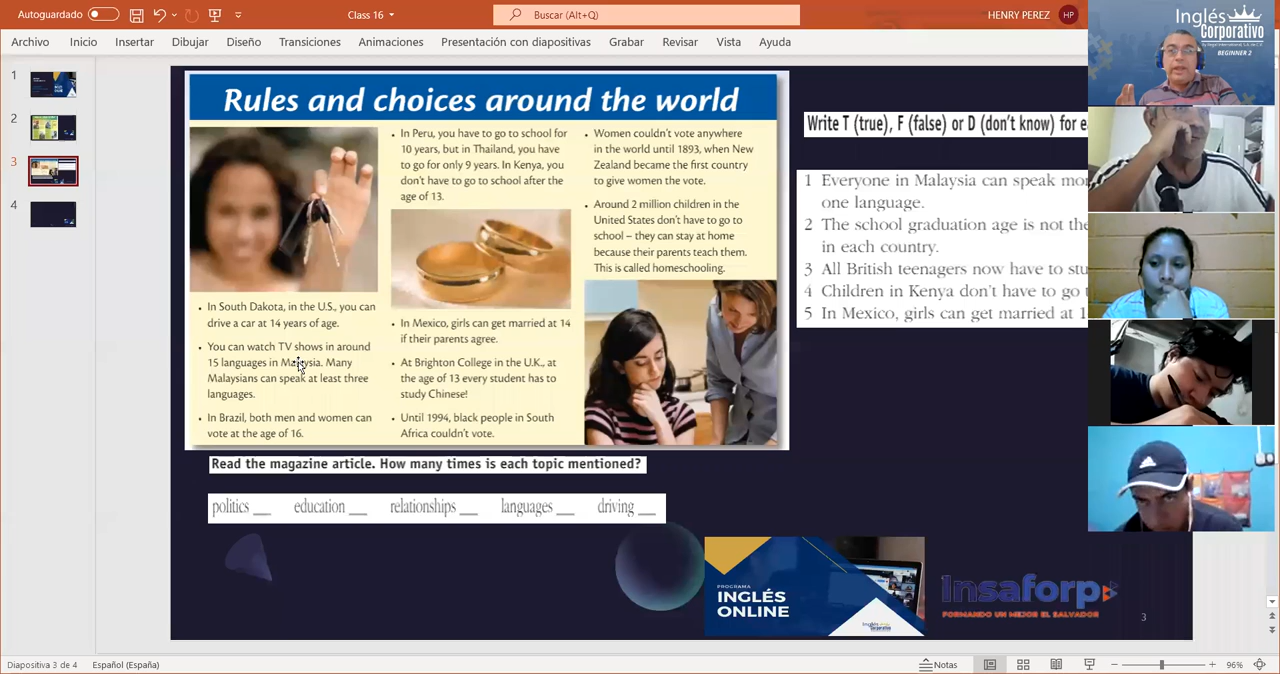 Autoguardado
Class 16
Buscar (Alt+Q)
HENRY PEREZ
HP
Archivo
Inicio
Insertar
Dibujar
Diseño
Transiciones
Animaciones
Presentación con diapositivas
Grabar
Revisar
Vista
Ayuda
Inglés
Corporativo
BEGINNER 2
1
2
3
4
Rules and choices around the world
• In South Dakota, in the U.S., you can
drive a car at 14 years of age.
• You can watch TV shows in around
15 languages in Malaysia. Many
Malaysians can speak at least three
languages.
• In Brazil, both men and women can
vote at the age of 16.
• In Peru, you have to go to school for
10 years, but in Thailand, you have
to go for only 9 years. In Kenya, you
don't have to go to school after the
age of 13.
• In Mexico, girls can get married at 14
if their parents agree.
• At Brighton College in the U.K., at
the age of 13 every student has to
study Chinese!
• Until 1994, black people in South
Africa couldn't vote.
• Women couldn't vote anywhere
in the world until 1893, when New
Zealand became the first country
to give women the vote.
• Around 2 million children in the
United States don't have to go to
school – they can stay at home
because their parents teach them.
This is called homeschooling.
Write T (true), F (false) or D (don't know) for
1 Everyone in Malaysia can speak
one language.
2 The school graduation age is not the
in each country.
3 All British teenagers now have to
4 Children in Kenya don't have to go
5 In Mexico, girls can get married at
Read the magazine article. How many times is each topic mentioned?
politics __ education __ relationships __ languages __ driving __
PROGRAMA
INGLÉS
ONLINE
Inglés
Corporativo
Insaforp
FORMANDO UN MEJOR EL SALVADOR
3
Diapositiva 3 de 4
Español (España)
Notas
96%